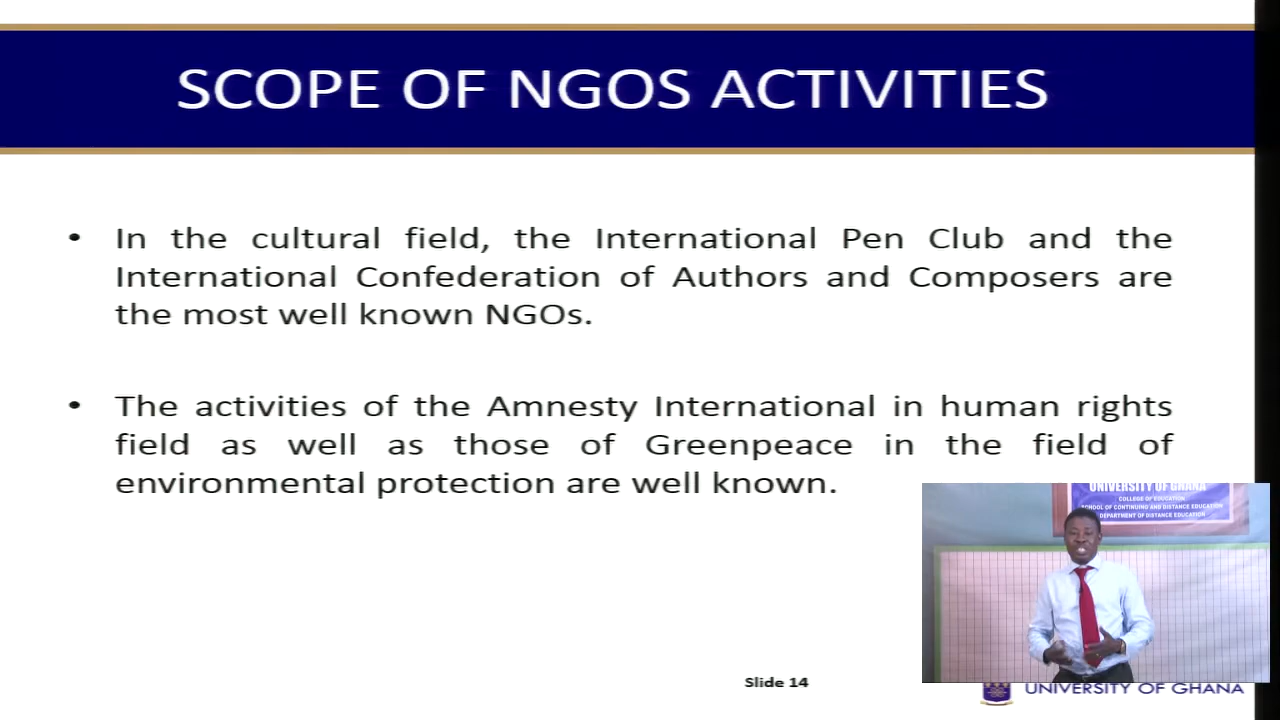 SCOPE OF NGOS ACTIVITIES
• In the cultural field, the International Pen Club and the
International Confederation of Authors and Composers are
the most well known NGOs.
• The activities of the Amnesty International in human rights
field as well as those of Greenpeace in the field of
environmental protection are well known.
UNIVERSITY OF GHANA
COLLEGE OF EDUCATION
SCHOOL OF CONTINUING AND DISTANCE EDUCATION
DEPARTMENT OF DISTANCE EDUCATION
Slide 14
UNIVERSITY OF GHANA